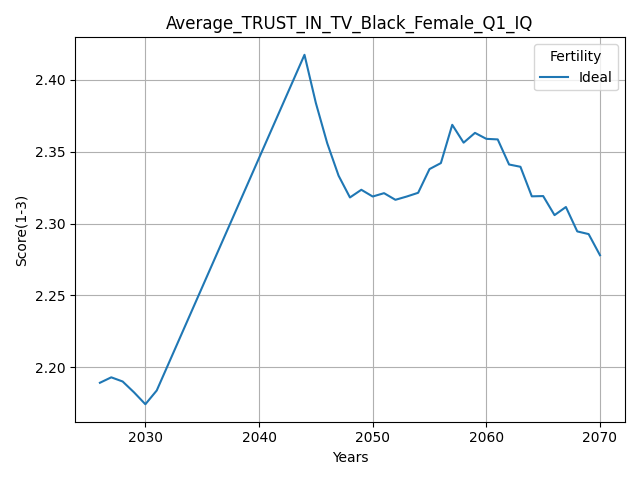 Average_TRUST_IN_TV_Black_Female_Q1_IQ
Fertility
Ideal
Score(1-3)
2.40
2.35
2.30
2.25
2.20
2030
2040
2050
2060
2070
Years